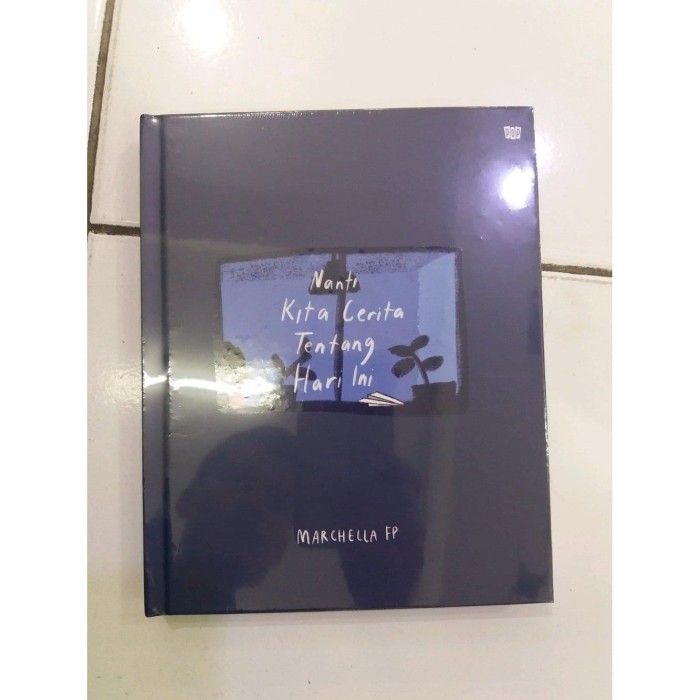 Nanti
Kita Cerita
Tentang
Hari Ini
MARCHELLA FP